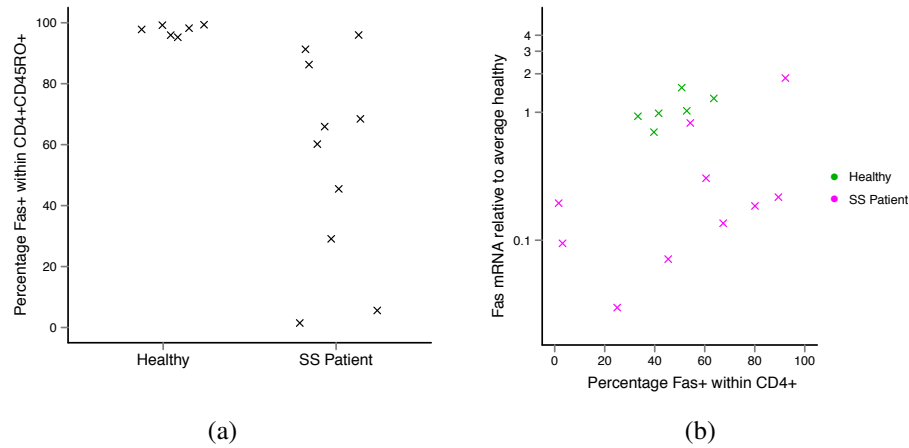 Percentage Fas+ within CD4+CD45RO+
100
80
60
40
20
0
Healthy
SS Patient
(a)
Fas mRNA relative to average healthy
4
3
2
1
0.1
0
20
40
60
80
100
Percentage Fas+ within CD4+
Healthy
SS Patient
(b)